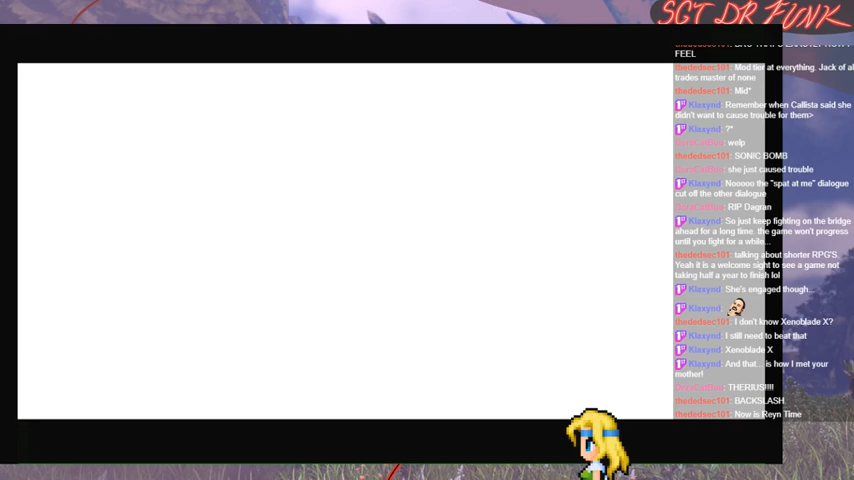 SGT DR FUNK
FEEL
thededsec101: Mod tier at everything. Jack of al
trades master of none
thededsec101: Mid*
Klaxynd: Remember when Callista said she
didn't want to cause trouble for them>
Klaxynd: ?*
welp
thededsec101: SONIC BOMB
she just caused trouble
Klaxynd: Nooooo the "spat at me" dialogue
cut off the other dialogue
RIP Dagran
Klaxynd: So just keep fighting on the bridge
ahead for a long time. the game won't progress
until you fight for a while...
thededsec101: talking about shorter RPG'S.
Yeah it is a welcome sight to see a game not
taking half a year to finish lol
Klaxynd: She's engaged though...
Klaxynd:
thededsec101: I don't know Xenoblade X?
Klaxynd: I still need to beat that
Klaxynd: Xenoblade X
Klaxynd: And that... is how I met your
mother!
THERIUS!!!!
thededsec101: BACKSLASH
thededsec101: Now is Reyn Time